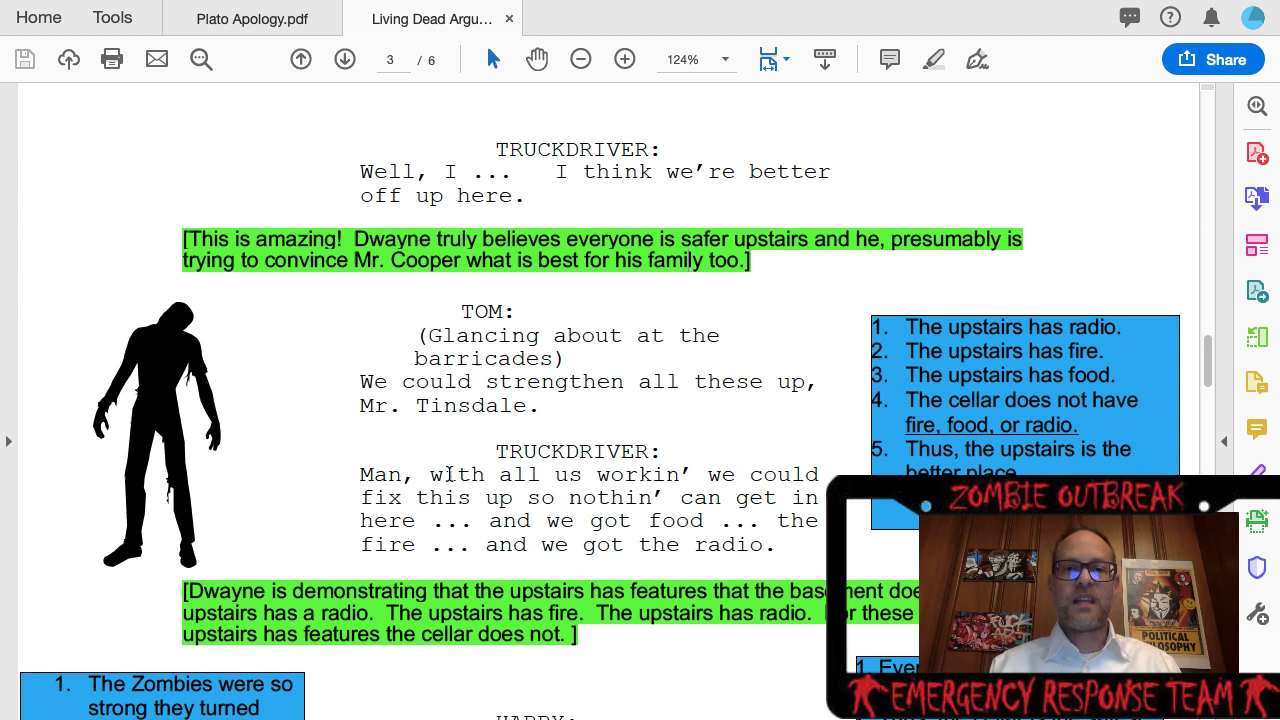 Home
Tools
Plato Apology.pdf
Living Dead Argu...
3 / 6
124%
Share
TRUCKDRIVER:
Well, I ... I think we’re better
off up here.
[This is amazing! Dwayne truly believes everyone is safer upstairs and he, presumably is
trying to convince Mr. Cooper what is best for his family too.]
TOM:
(Glancing about at the
barricades)
We could strengthen all these up,
Mr. Tinsdale.
1. The upstairs has radio.
2. The upstairs has fire.
3. The upstairs has food.
4. The cellar does not have
fire, food, or radio.
5. Thus, the upstairs is the
better place
TRUCKDRIVER:
Man, with all us workin’ we could
fix this up so nothin’ can get in
here ... and we got food ... the
fire ... and we got the radio.
[Dwayne is demonstrating that the upstairs has features that the basement
upstairs has a radio. The upstairs has fire. The upstairs has radio. these
upstairs has features the cellar does not. ]
1. The Zombies were so
strong they turned
HARRY:
1.
ZOMBIE OUTBREAK
POLITICAL
PHILOSOPHY
EMERGENCY RESPONSE TEAM